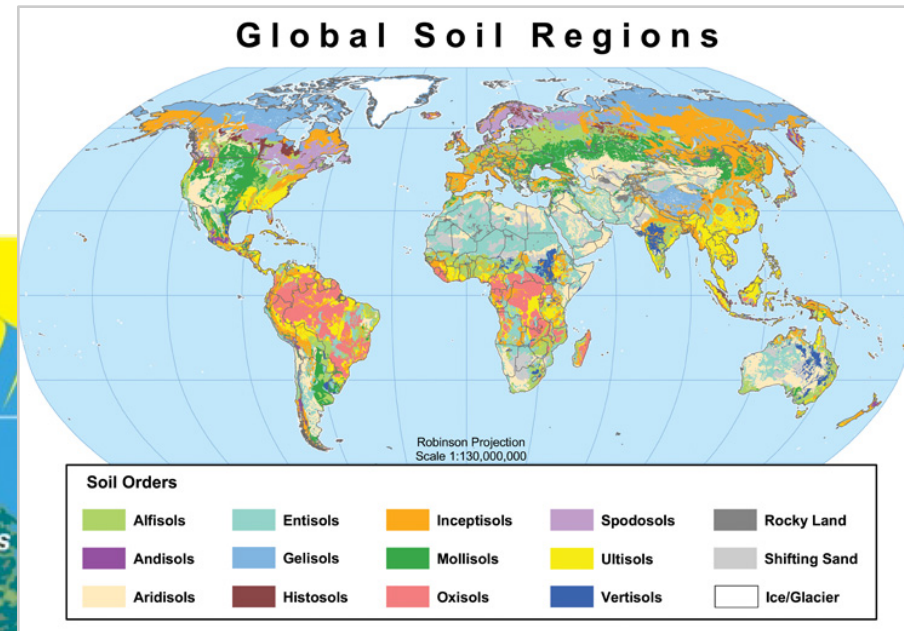 Global Soil Regions
Robinson Projection
Scale 1:130,000,000
Soil Orders
Alfisols Entisols Inceptisols Spodosols Rocky Land
Andisols Gelisols Mollisols Ultisols Shifting Sand
Aridisols Histosols Oxisols Vertisols Ice/Glacier
s